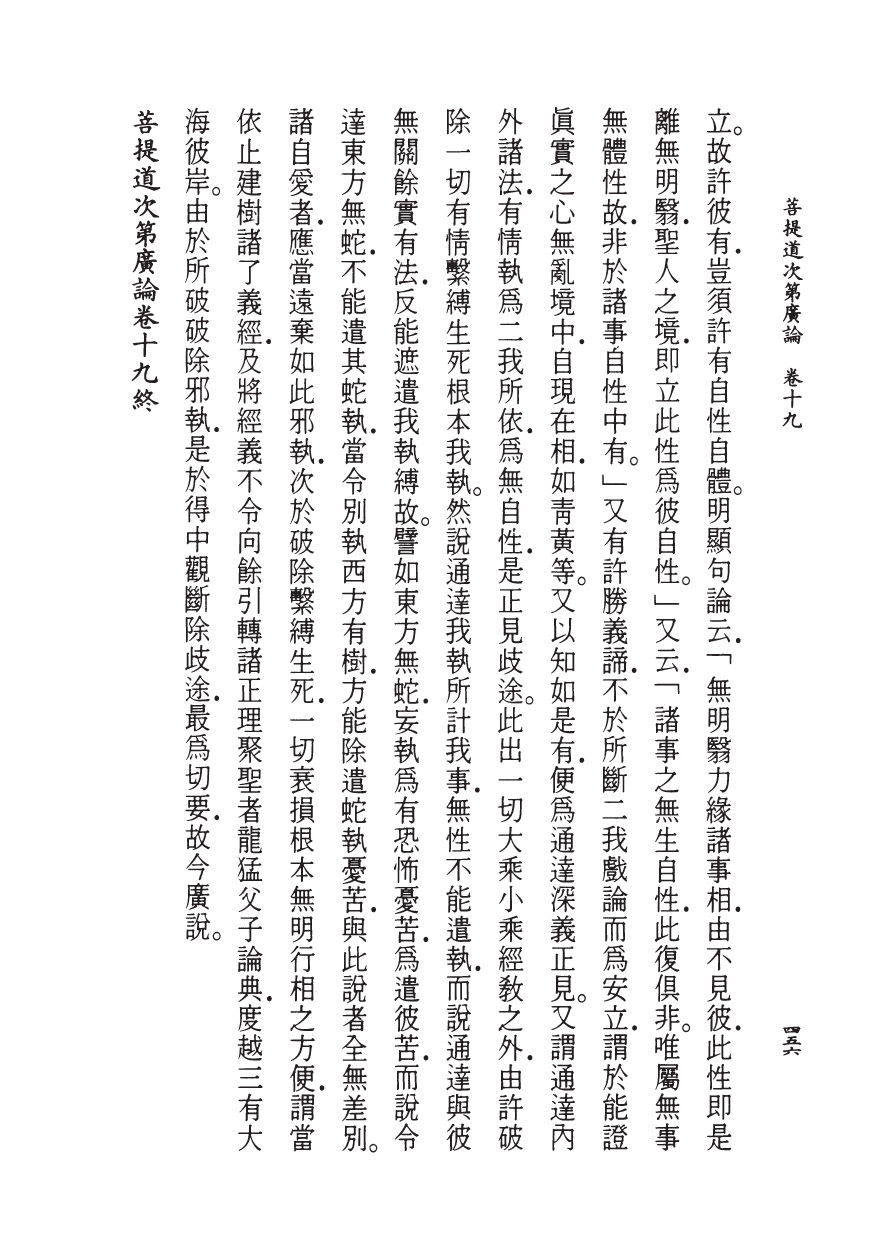 菩提道次第廣論　卷十九
四五六
立。故許彼有．豈須許有自性自體。明顯句論云．「無明翳力緣諸事相．由不見彼．此性即是
離無明翳．聖人之境．即立此性爲彼自性。」又云．「諸事之無生自性．此復俱非。唯屬無事
無體性故．非於諸事自性中有。」又有許勝義諦．不於所斷二我戲論而爲安立．謂於能證
眞實之心無亂境中．自現在相．如靑黃等。又以知如是有．便爲通達深義正見。又謂通達內
外諸法．有情執爲二我所依．爲無自性．是正見歧途。此出一切大乘小乘經敎之外．由許破
除一切有情繫縛生死根本我執。然說通達我執所計我事．無性不能遣執．而說通達與彼
無關餘實有法．反能遮遣我執縛故。譬如東方無蛇．妄執爲有恐怖憂苦．爲遣彼苦．而說令
達東方無蛇．不能遣其蛇執．當令別執西方有樹．方能除遣蛇執憂苦．與此說者全無差別。
諸自愛者．應當遠棄如此邪執．次於破除繫縛生死．一切衰損根本無明行相之方便．謂當
依止建樹諸了義經．及將經義不令向餘引轉諸正理聚聖者龍猛父子論典．度越三有大
海彼岸。由於所破破除邪執．是於得中觀斷除歧途．最爲切要．故今廣說。
菩提道次第廣論卷十九終